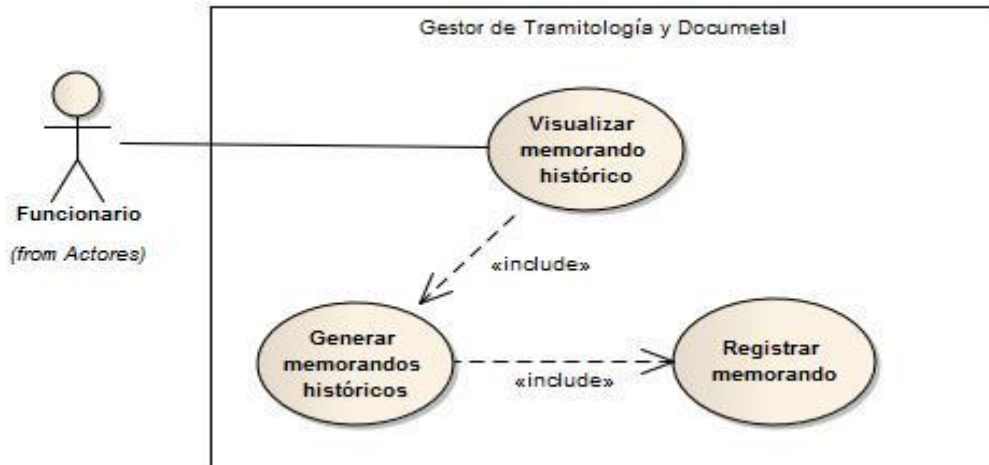 Gestor de Tramitología y Documetal
Visualizar
memorando
histórico
Funcionario
(from Actores)
«include»
Generar
memorandos
históricos
«include»
Registrar
memorando